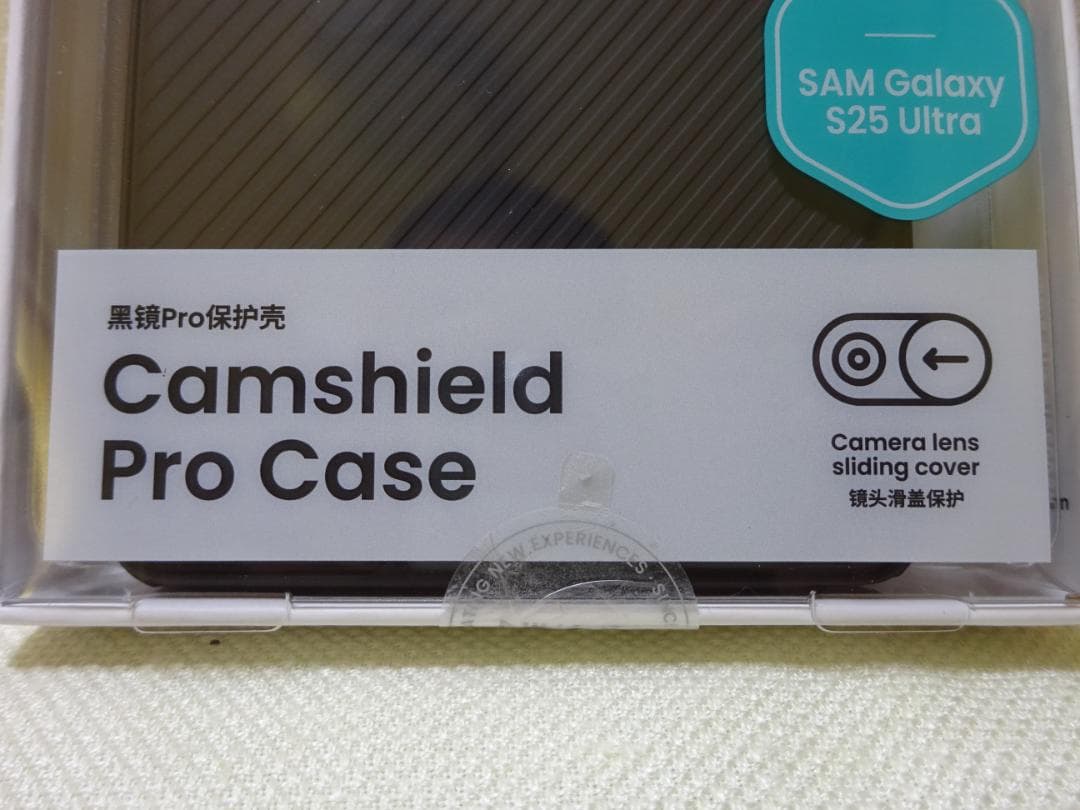 SAM Galaxy
S25 Ultra
黑镜Pro保护壳
Camshield
Pro Case
Camera lens
sliding cover
镜头滑盖保护
NEW EXPERIENCES